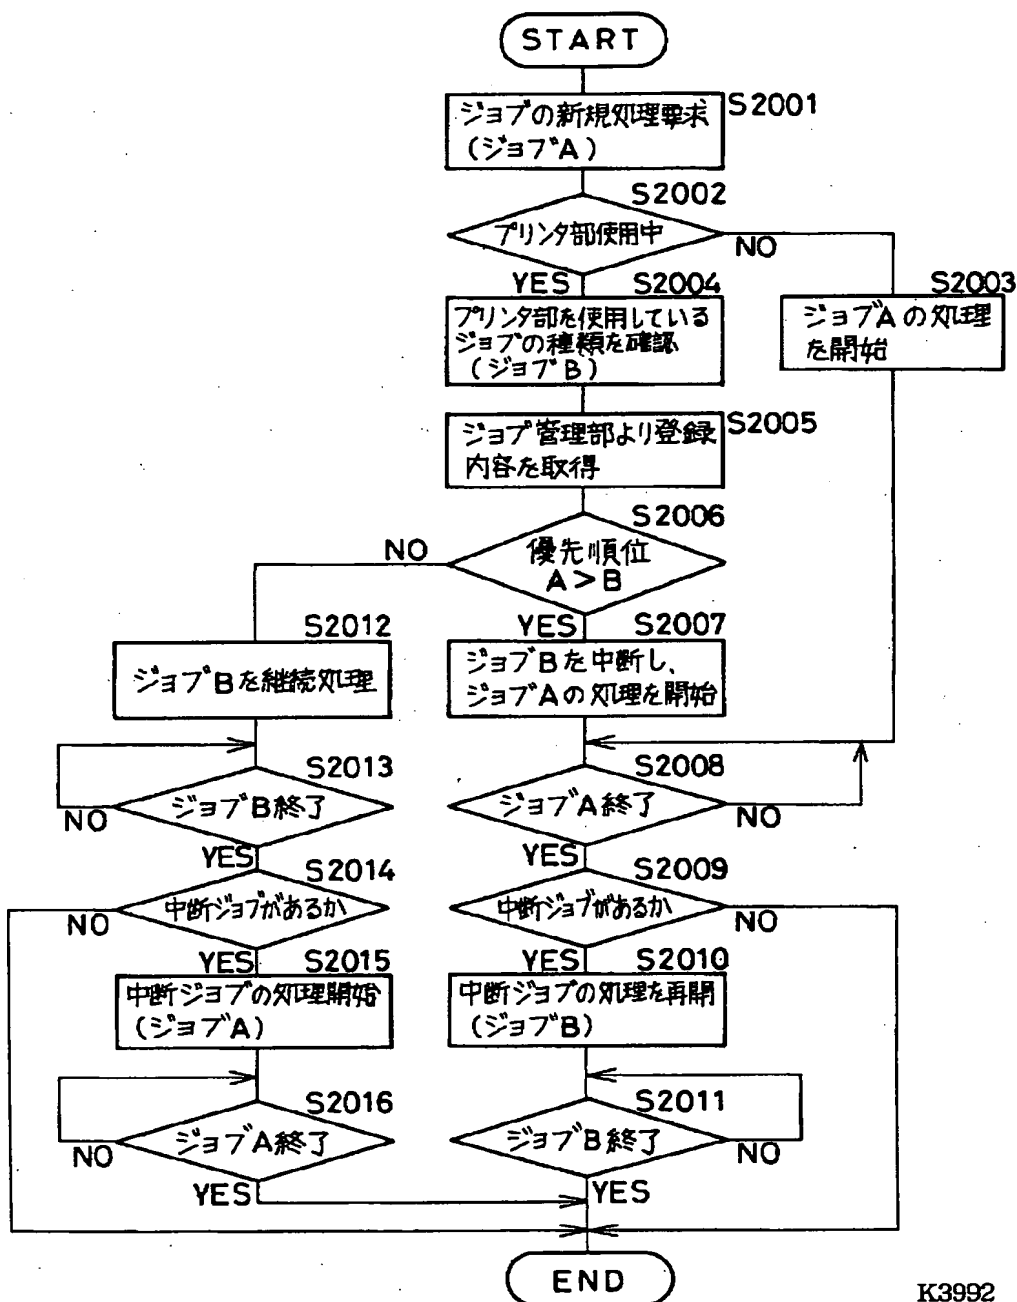 START
S2001
ジョブの新規処理要求
(ジョブA)
S2002
プリンタ部使用中
NO
YES
S2004
S2003
プリンタ部を使用している
ジョブの種類を確認
(ジョブB)
ジョブAの処理
を開始
S2005
ジョブ管理部より登録
内容を取得
S2006
優先順位
A>B
NO
YES
S2012
S2007
ジョブBを継続処理
ジョブBを中断し、
ジョブAの処理を開始
S2013
S2008
ジョブB終了
ジョブA終了
NO
NO
YES
YES
S2014
S2009
中断ジョブがあるか
中断ジョブがあるか
NO
NO
YES
S2015
YES
S2010
中断ジョブの処理開始
(ジョブA)
中断ジョブの処理を再開
(ジョブB)
S2016
S2011
ジョブA終了
ジョブB終了
NO
NO
YES
YES
END
K3992